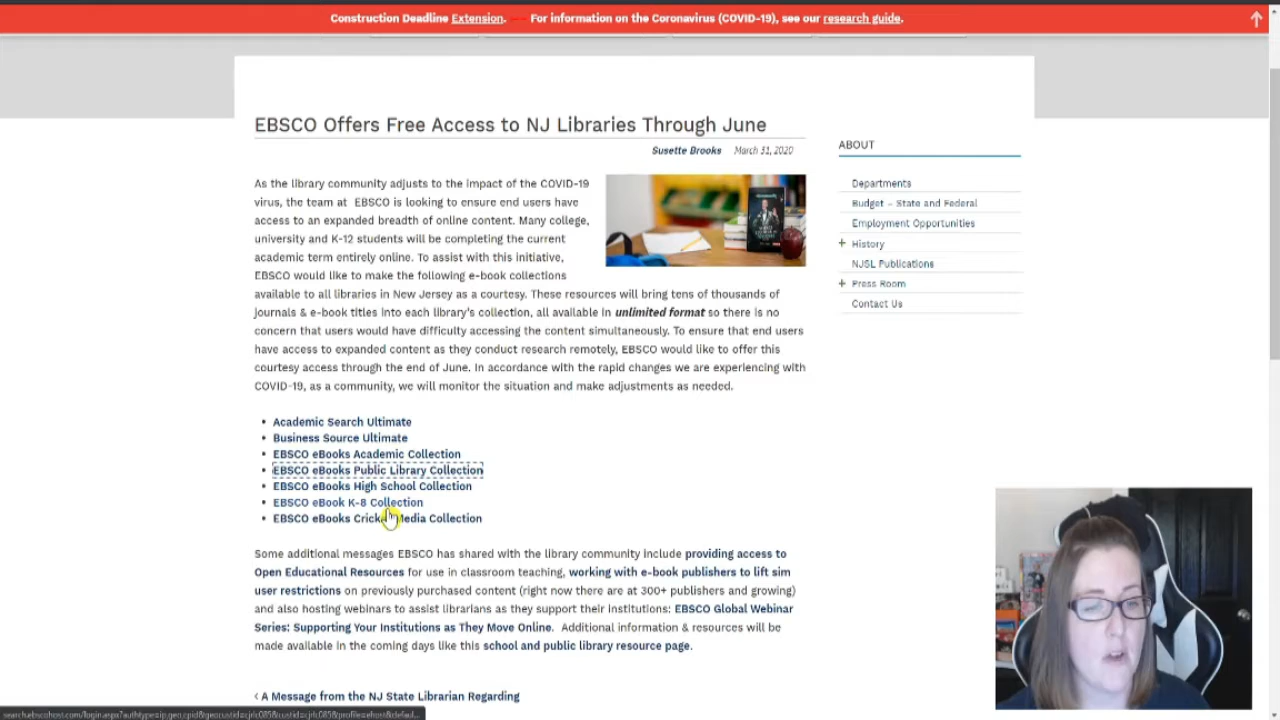 Construction Deadline Extension. -- For information on the Coronavirus (COVID-19), see our research guide.
EBSCO Offers Free Access to NJ Libraries Through June
Susette Brooks March 31, 2020
As the library community adjusts to the impact of the COVID-19
virus, the team at EBSCO is looking to ensure end users have
access to an expanded breadth of online content. Many college,
university and K-12 students will be completing the current
academic term entirely online. To assist with this initiative,
EBSCO would like to make the following e-book collections
available to all libraries in New Jersey as a courtesy. These resources will bring tens of thousands of
journals & e-book titles into each library's collection, all available in unlimited format so there is no
concern that users would have difficulty accessing the content simultaneously. To ensure that end users
have access to expanded content as they conduct research remotely, EBSCO would like to offer this
courtesy access through the end of June. In accordance with the rapid changes we are experiencing with
COVID-19, as a community, we will monitor the situation and make adjustments as needed.
• Academic Search Ultimate
• Business Source Ultimate
• EBSCO eBooks Academic Collection
• EBSCO eBooks Public Library Collection
• EBSCO eBooks High School Collection
• EBSCO eBook K-8 Collection
• EBSCO eBooks Cricket Media Collection
Some additional messages EBSCO has shared with the library community include providing access to
Open Educational Resources for use in classroom teaching, working with e-book publishers to lift sim
user restrictions on previously purchased content (right now there are at 300+ publishers and growing)
and also hosting webinars to assist librarians as they support their institutions: EBSCO Global Webinar
Series: Supporting Your Institutions as They Move Online. Additional information & resources will be
made available in the coming days like this school and public library resource page.
‹ A Message from the NJ State Librarian Regarding
ABOUT
Departments
Budget – State and Federal
Employment Opportunities
+ History
NJSL Publications
+ Press Room
Contact Us